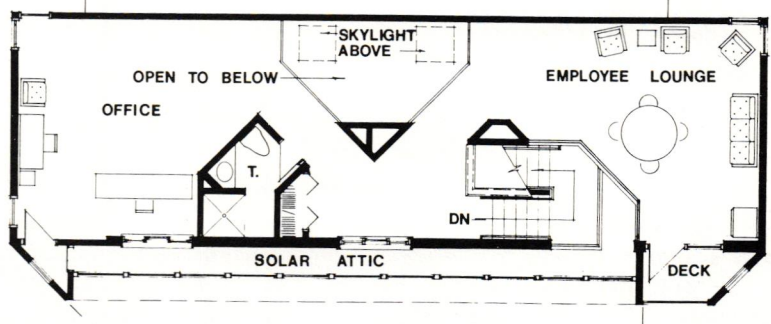 SKYLIGHT
ABOVE
OPEN TO BELOW
EMPLOYEE LOUNGE
OFFICE
T.
DN
SOLAR ATTIC
DECK